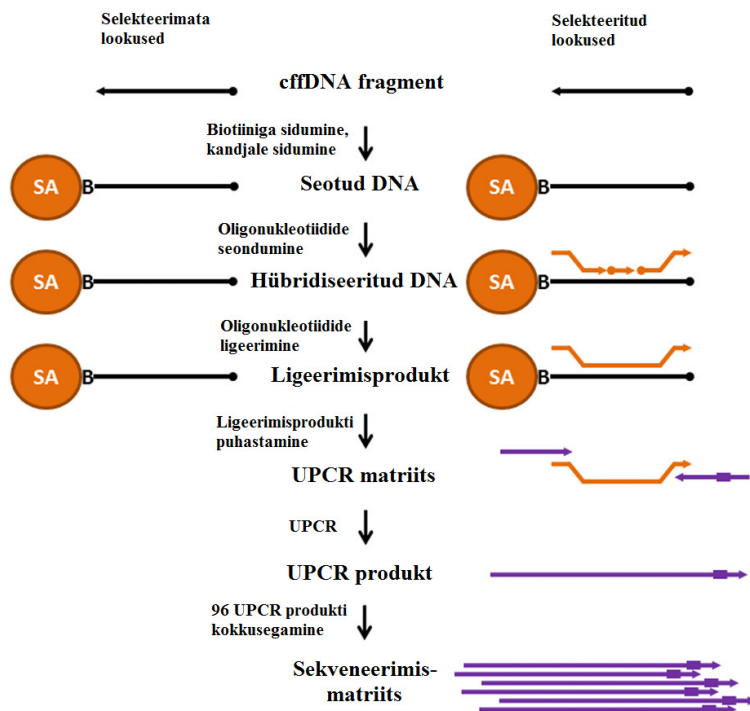 Selekteerimata
lookused
Selekteeritud
lookused
cffDNA fragment
Biotiiniga sidumine,
kandjale sidumine
SA B
Seotud DNA
SA B
Oligonukleotiidide
seondumine
SA B
Hübridiseeritud DNA
SA B
Oligonukleotiidide
ligeerimine
SA B
Ligeerimisprodukt
SA B
Ligeerimisprodukti
puhastamine
UPCR matriits
UPCR
UPCR produkt
96 UPCR produkti
kokkusegamine
Sekveneerimis-
matriits